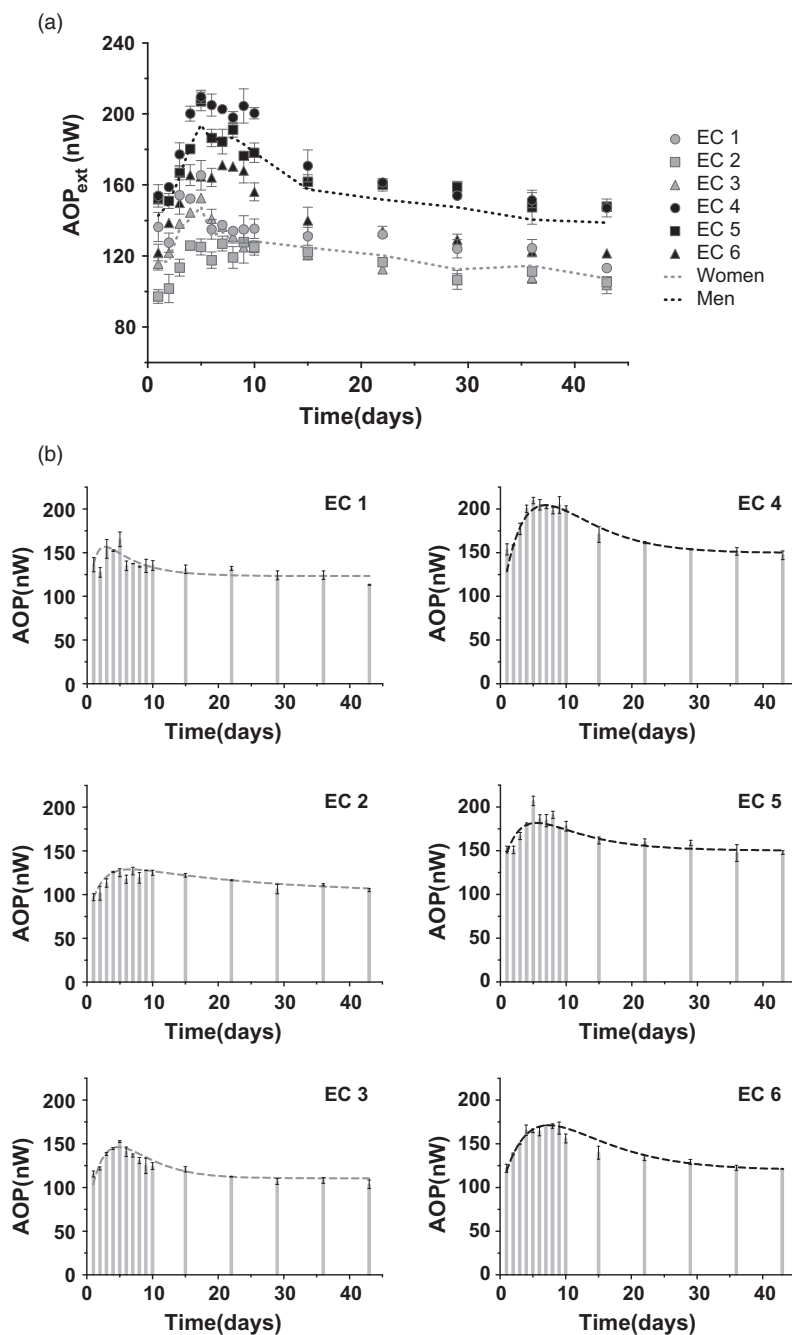 (a)
240
200
160
120
80
AOPext (nW)
0 10 20 30 40
Time(days)
EC 1
EC 2
EC 3
EC 4
EC 5
EC 6
Women
Men
(b)
EC 1
200
150
100
50
0
AOP(nW)
0 10 20 30 40
Time(days)
EC 4
200
150
100
50
0
AOP(nW)
0 10 20 30 40
Time(days)
EC 2
200
150
100
50
0
AOP(nW)
0 10 20 30 40
Time(days)
EC 5
200
150
100
50
0
AOP(nW)
0 10 20 30 40
Time(days)
EC 3
200
150
100
50
0
AOP(nW)
0 10 20 30 40
Time(days)
EC 6
200
150
100
50
0
AOP(nW)
0 10 20 30 40
Time(days)